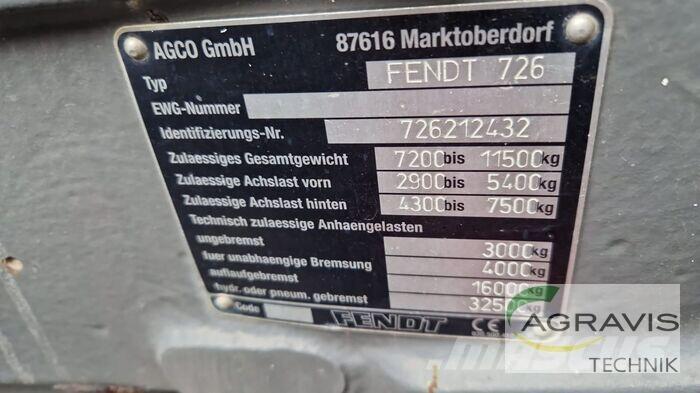 AGCO GmbH 87616 Marktoberdorf
Typ FENDT 726
EWG-Nummer
Identifizierungs-Nr. 726212432
Zulaessiges Gesamtgewicht 7200 bis 11500 kg
Zulaessige Achslast vorn 2900 bis 5400 kg
Zulaessige Achslast hinten 4300 bis 7500 kg
Technisch zulaessige Anhaengelasten
ungebremst 3000 kg
fuer unabhaengige Bremsung 4000 kg
auflaufgebremst 16000 kg
hydr. oder pneum. gebremst
Code FENDT CE
AGRAVIS
TECHNIK